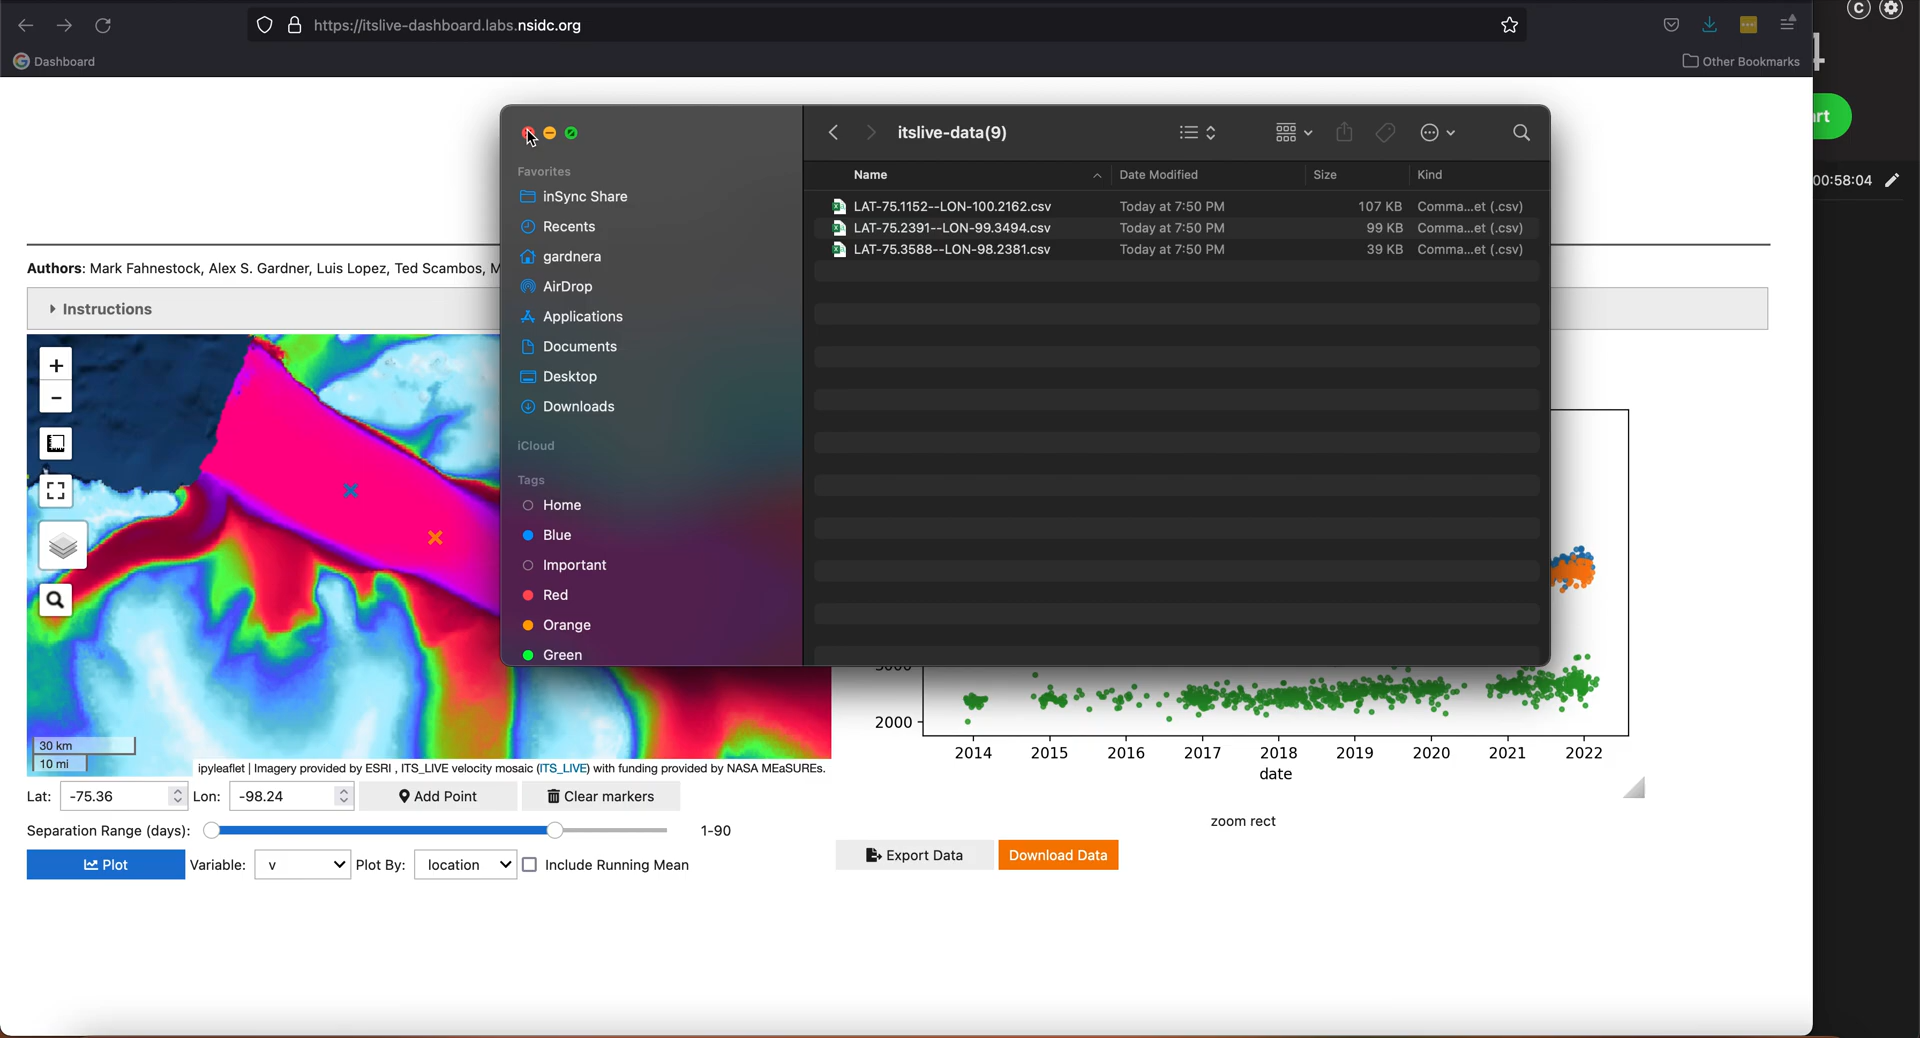 https://itslive-dashboard.labs.nsidc.org
Dashboard
Other Bookmarks
itslive-data(9)
Favorites
inSync Share
Recents
gardnera
AirDrop
Applications
Documents
Desktop
Downloads
iCloud
Tags
Home
Blue
Important
Red
Orange
Green
Name Date Modified Size Kind
LAT-75.1152--LON-100.2162.csv Today at 7:50 PM 107 KB Comma...et (.csv)
LAT-75.2391--LON-99.3494.csv Today at 7:50 PM 99 KB Comma...et (.csv)
LAT-75.3588--LON-98.2381.csv Today at 7:50 PM 39 KB Comma...et (.csv)
00:58:04
Authors: Mark Fahnestock, Alex S. Gardner, Luis Lopez, Ted Scambos, M
Instructions
30 km
10 mi
ipyleaflet | Imagery provided by ESRI , ITS_LIVE velocity mosaic (ITS_LIVE) with funding provided by NASA MEaSUREs.
Lat: -75.36 Lon: -98.24 Add Point Clear markers
Separation Range (days): 1-90
Plot Variable: v Plot By: location Include Running Mean
2000
2014 2015 2016 2017 2018 2019 2020 2021 2022
date
zoom rect
Export Data Download Data